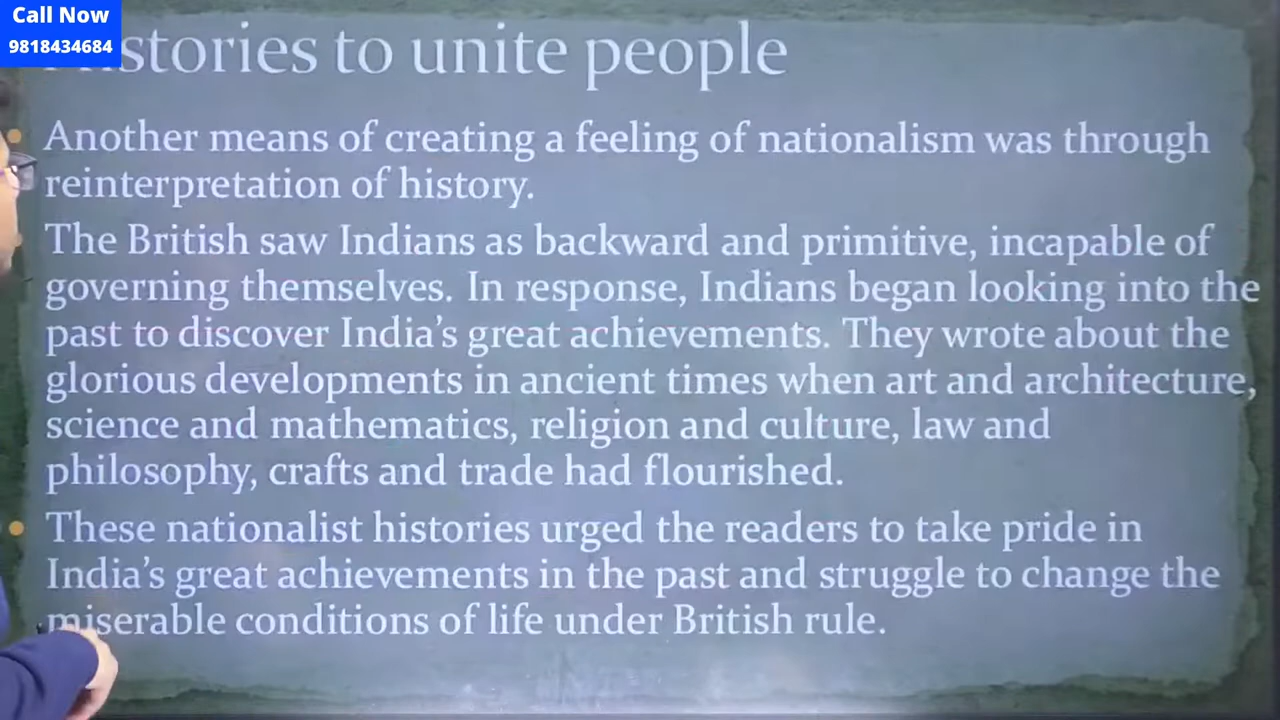 Call Now
9818434684
Histories to unite people
Another means of creating a feeling of nationalism was through
reinterpretation of history.
The British saw Indians as backward and primitive, incapable of
governing themselves. In response, Indians began looking into the
past to discover India’s great achievements. They wrote about the
glorious developments in ancient times when art and architecture,
science and mathematics, religion and culture, law and
philosophy, crafts and trade had flourished.
These nationalist histories urged the readers to take pride in
India’s great achievements in the past and struggle to change the
miserable conditions of life under British rule.